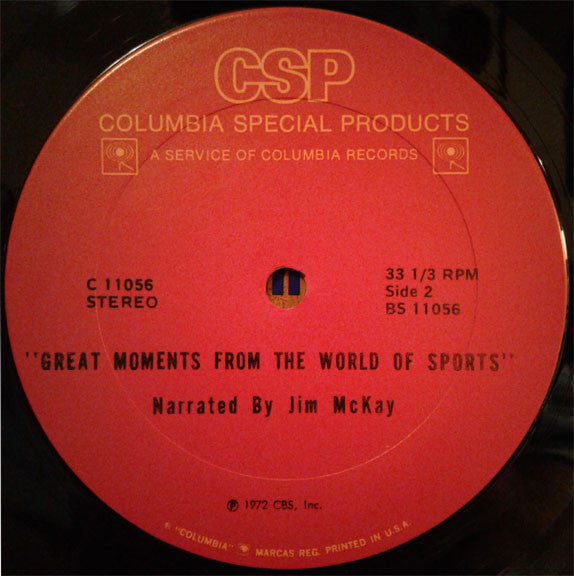 CSP
COLUMBIA SPECIAL PRODUCTS
A SERVICE OF COLUMBIA RECORDS
C 11056
STEREO
33 1/3 RPM
Side 2
BS 11056
"GREAT MOMENTS FROM THE WORLD OF SPORTS"
Narrated By Jim McKay
℗ 1972 CBS, Inc.
® "COLUMBIA" MARCAS REG. PRINTED IN U.S.A.